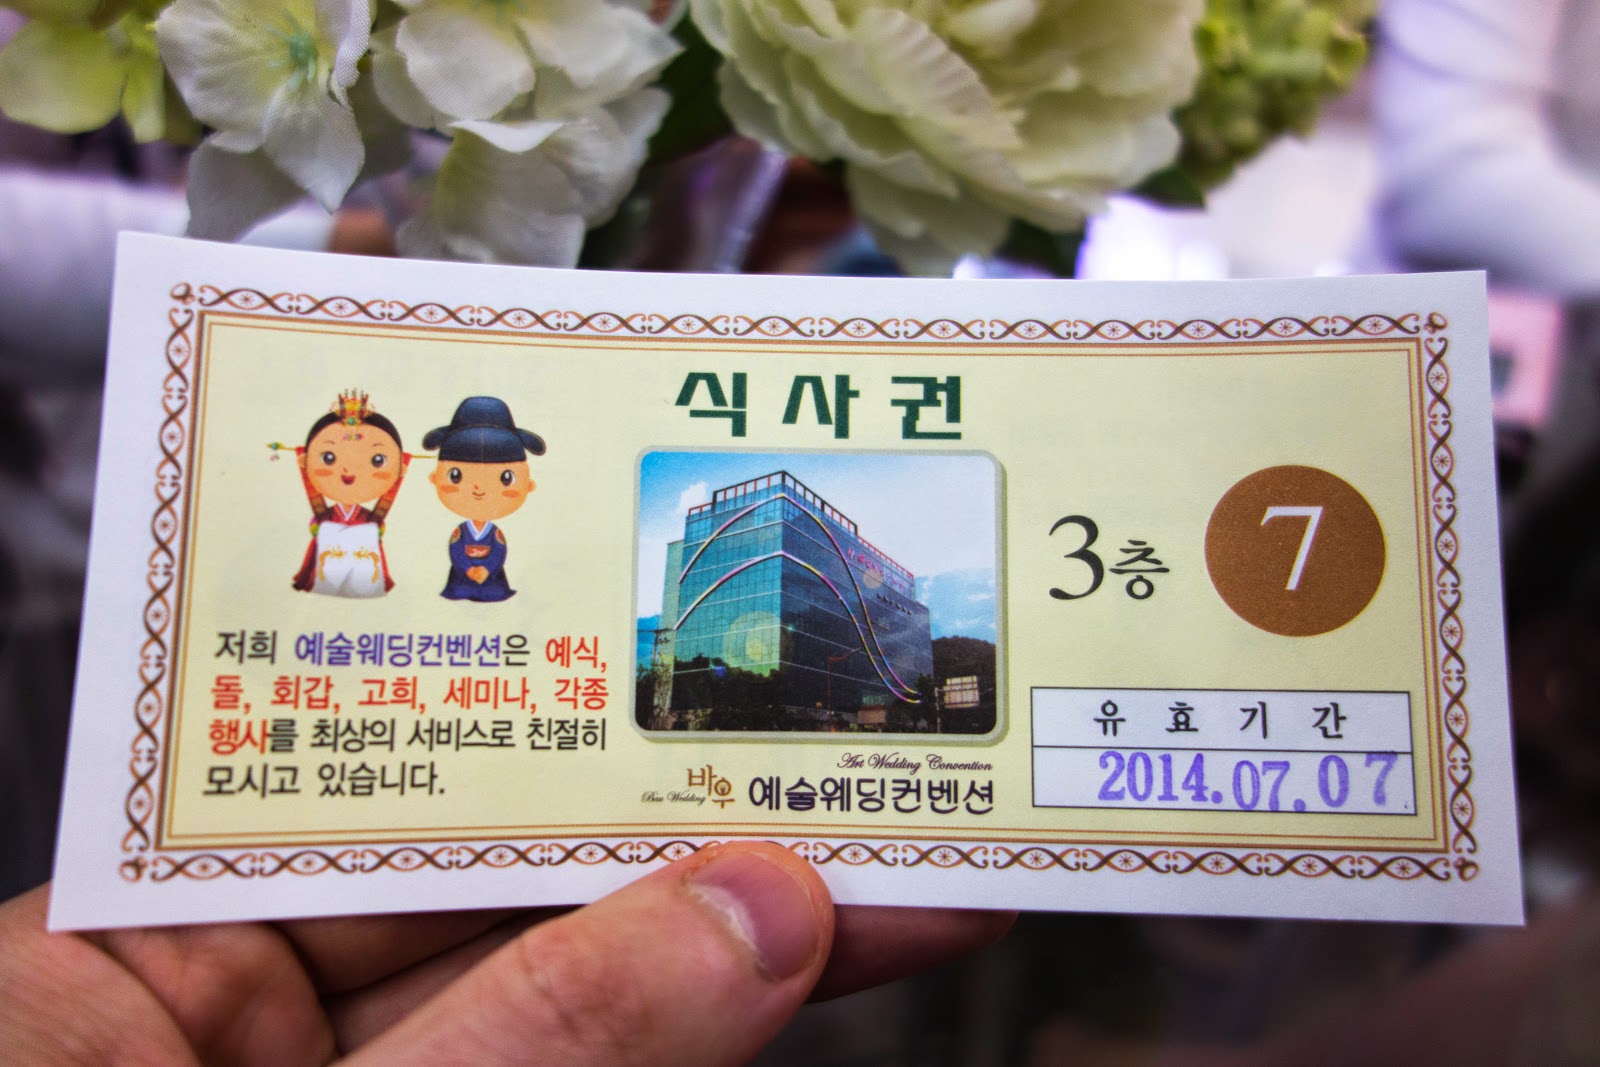 식사권
저희 예술웨딩컨벤션은 예식,
돌, 회갑, 고희, 세미나, 각종
행사를 최상의 서비스로 친절히
모시고 있습니다.
Art Wedding Convention
바우
Bau Wedding
예술웨딩컨벤션
3층
7
유효기간
2014.07.07